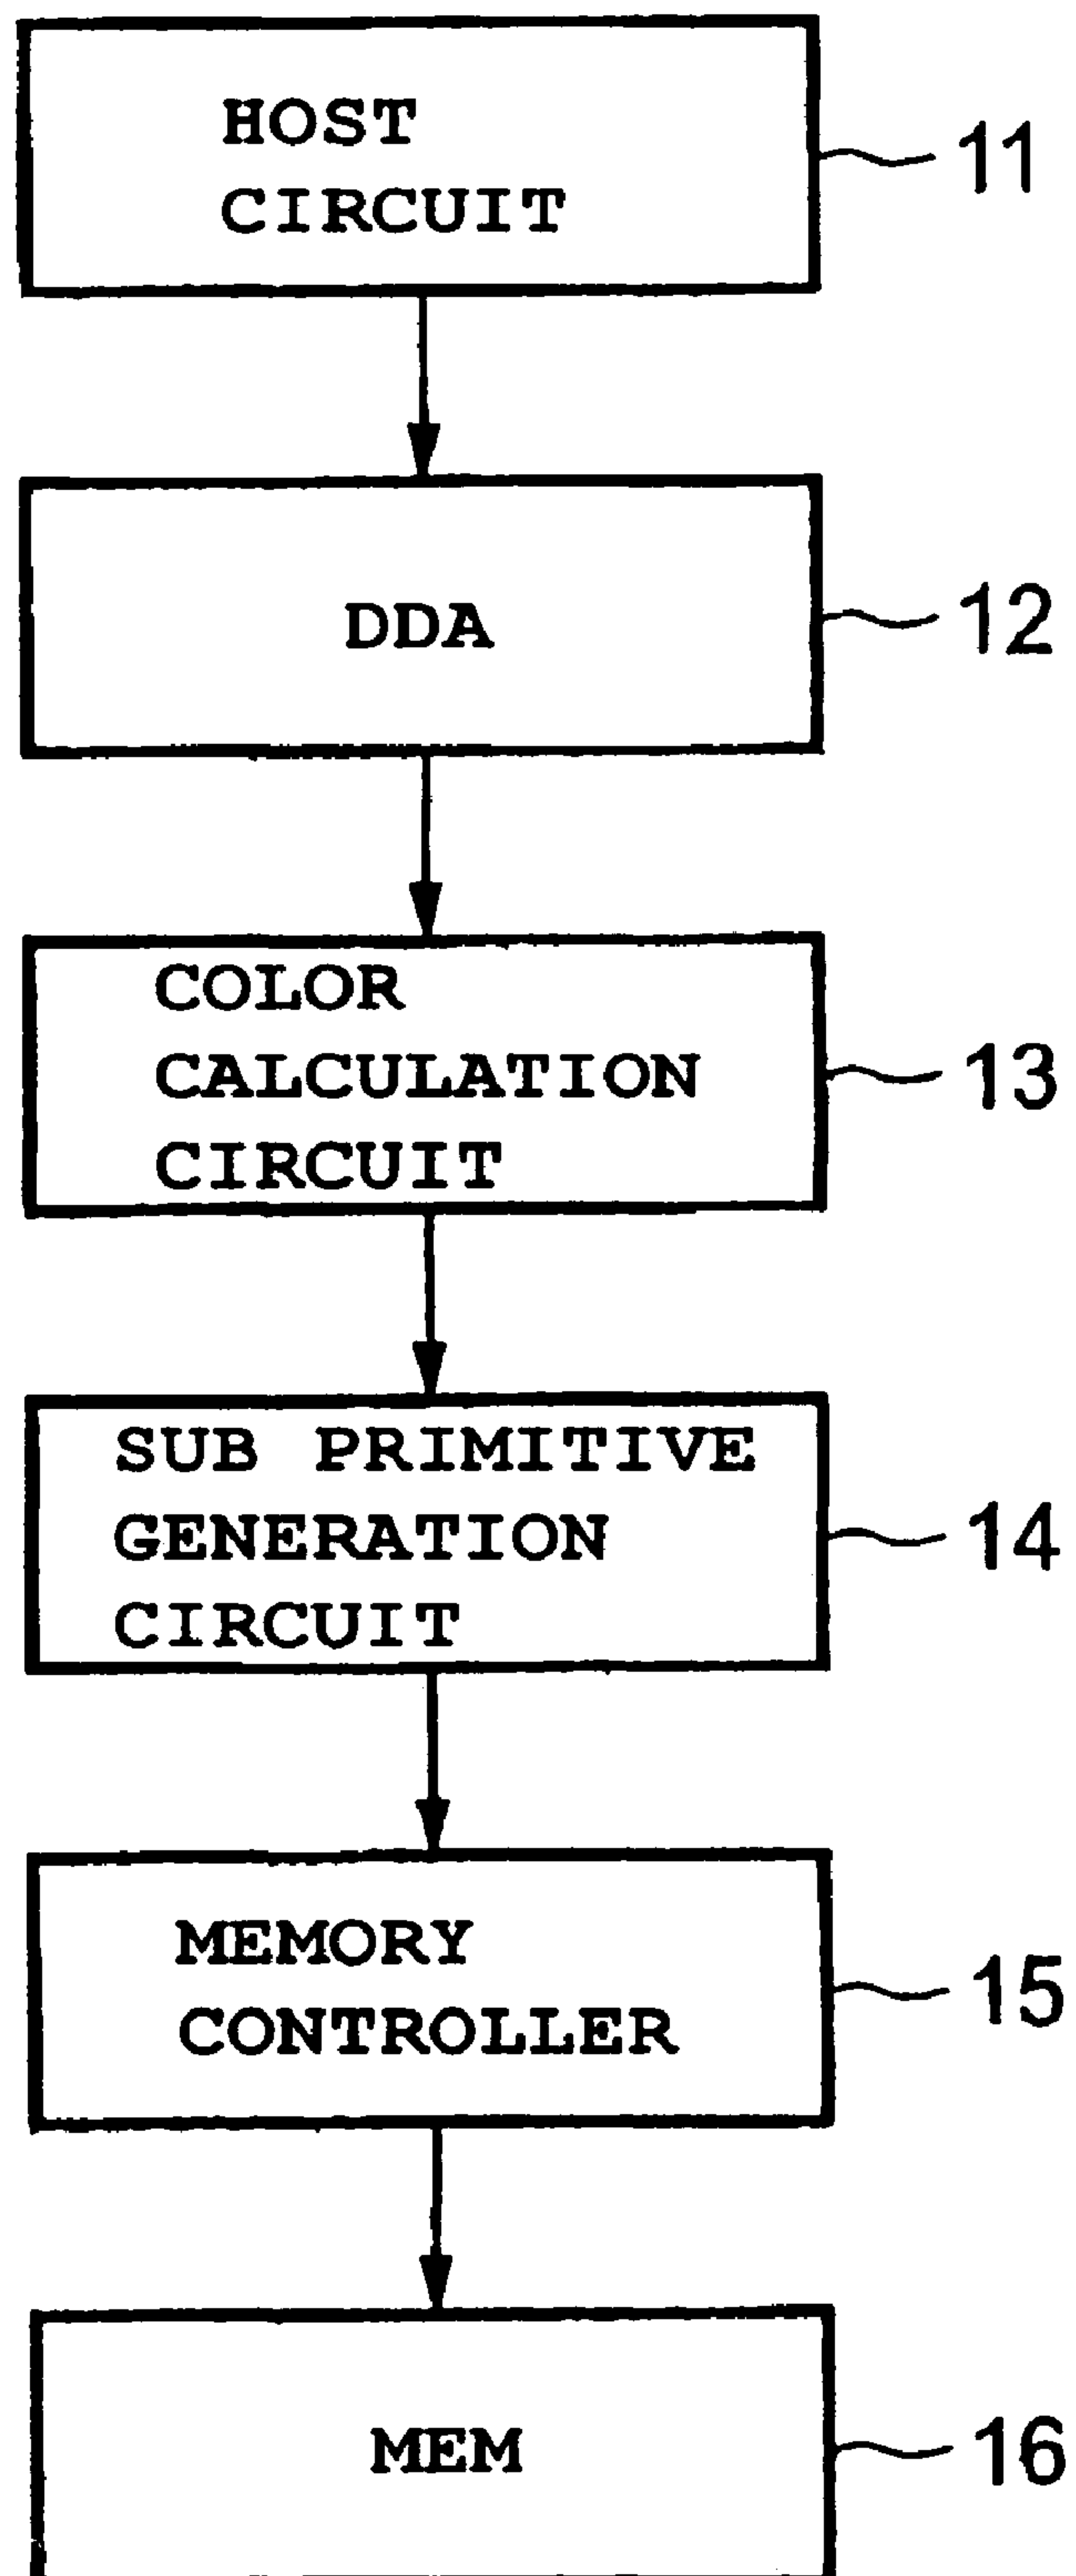 HOST
CIRCUIT
11
DDA
12
COLOR
CALCULATION
CIRCUIT
13
SUB PRIMITIVE
GENERATION
CIRCUIT
14
MEMORY
CONTROLLER
15
MEM
16